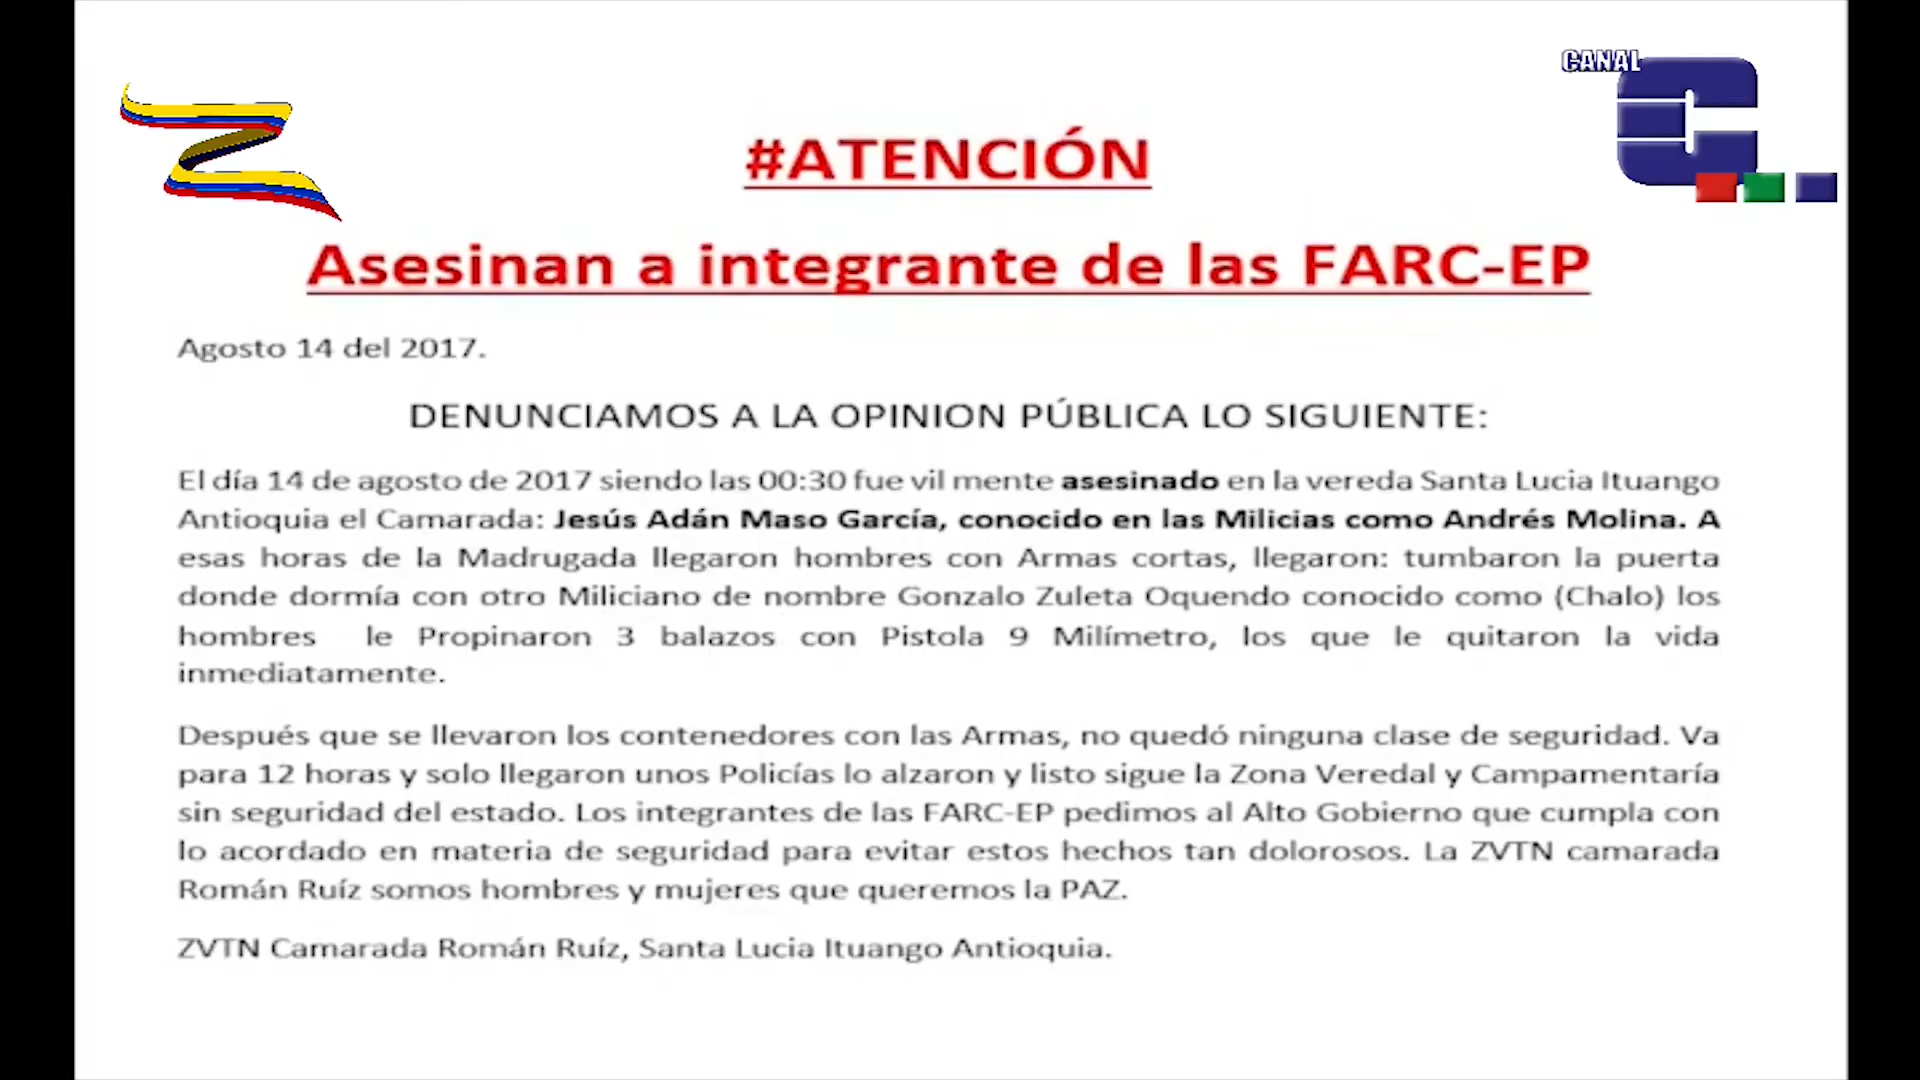 CANAL
#ATENCIÓN
Asesinan a integrante de las FARC-EP
Agosto 14 del 2017.
DENUNCIAMOS A LA OPINION PÚBLICA LO SIGUIENTE:
El día 14 de agosto de 2017 siendo las 00:30 fue vil mente asesinado en la vereda Santa Lucia Ituango
Antioquia el Camarada: Jesús Adán Maso García, conocido en las Milicias como Andrés Molina. A
esas horas de la Madrugada llegaron hombres con Armas cortas, llegaron: tumbaron la puerta
donde dormía con otro Miliciano de nombre Gonzalo Zuleta Oquendo conocido como (Chalo) los
hombres le Propinaron 3 balazos con Pistola 9 Milímetro, los que le quitaron la vida
inmediatamente.
Después que se llevaron los contenedores con las Armas, no quedó ninguna clase de seguridad. Va
para 12 horas y solo llegaron unos Policías lo alzaron y listo sigue la Zona Veredal y Campamentaría
sin seguridad del estado. Los integrantes de las FARC-EP pedimos al Alto Gobierno que cumpla con
lo acordado en materia de seguridad para evitar estos hechos tan dolorosos. La ZVTN camarada
Román Ruíz somos hombres y mujeres que queremos la PAZ.
ZVTN Camarada Román Ruíz, Santa Lucia Ituango Antioquia.